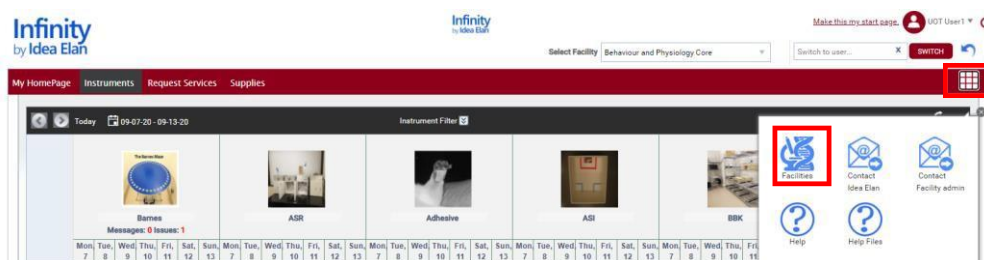 Infinity
by Idea Elan
Infinity
by Idea Elan
Make this my start page.
UOT User1
Select Facility
Behaviour and Physiology Core
Switch to user...
X
SWITCH
My HomePage
Instruments
Request Services
Supplies
Today
09-07-20 - 09-13-20
Instrument Filter
The Barnes Maze
Barnes
Messages: 0 Issues: 1
ASR
Adhesive
ASI
BBK
Facilities
Contact
Idea Elan
Contact
Facility admin
Help
Help Files
Mon, Tue, Wed, Thu, Fri, Sat, Sun, Mon, Tue, Wed, Thu, Fri, Sat, Sun, Mon, Tue, Wed, Thu, Fri, Sat, Sun, Mon, Tue, Wed, Thu, Fri, Sat, Sun, Mon, Tue, Wed, Thu, Fri,
7 8 9 10 11 12 13 7 8 9 10 11 12 13 7 8 9 10 11 12 13 7 8 9 10 11 12 13 7 8 9 10 11